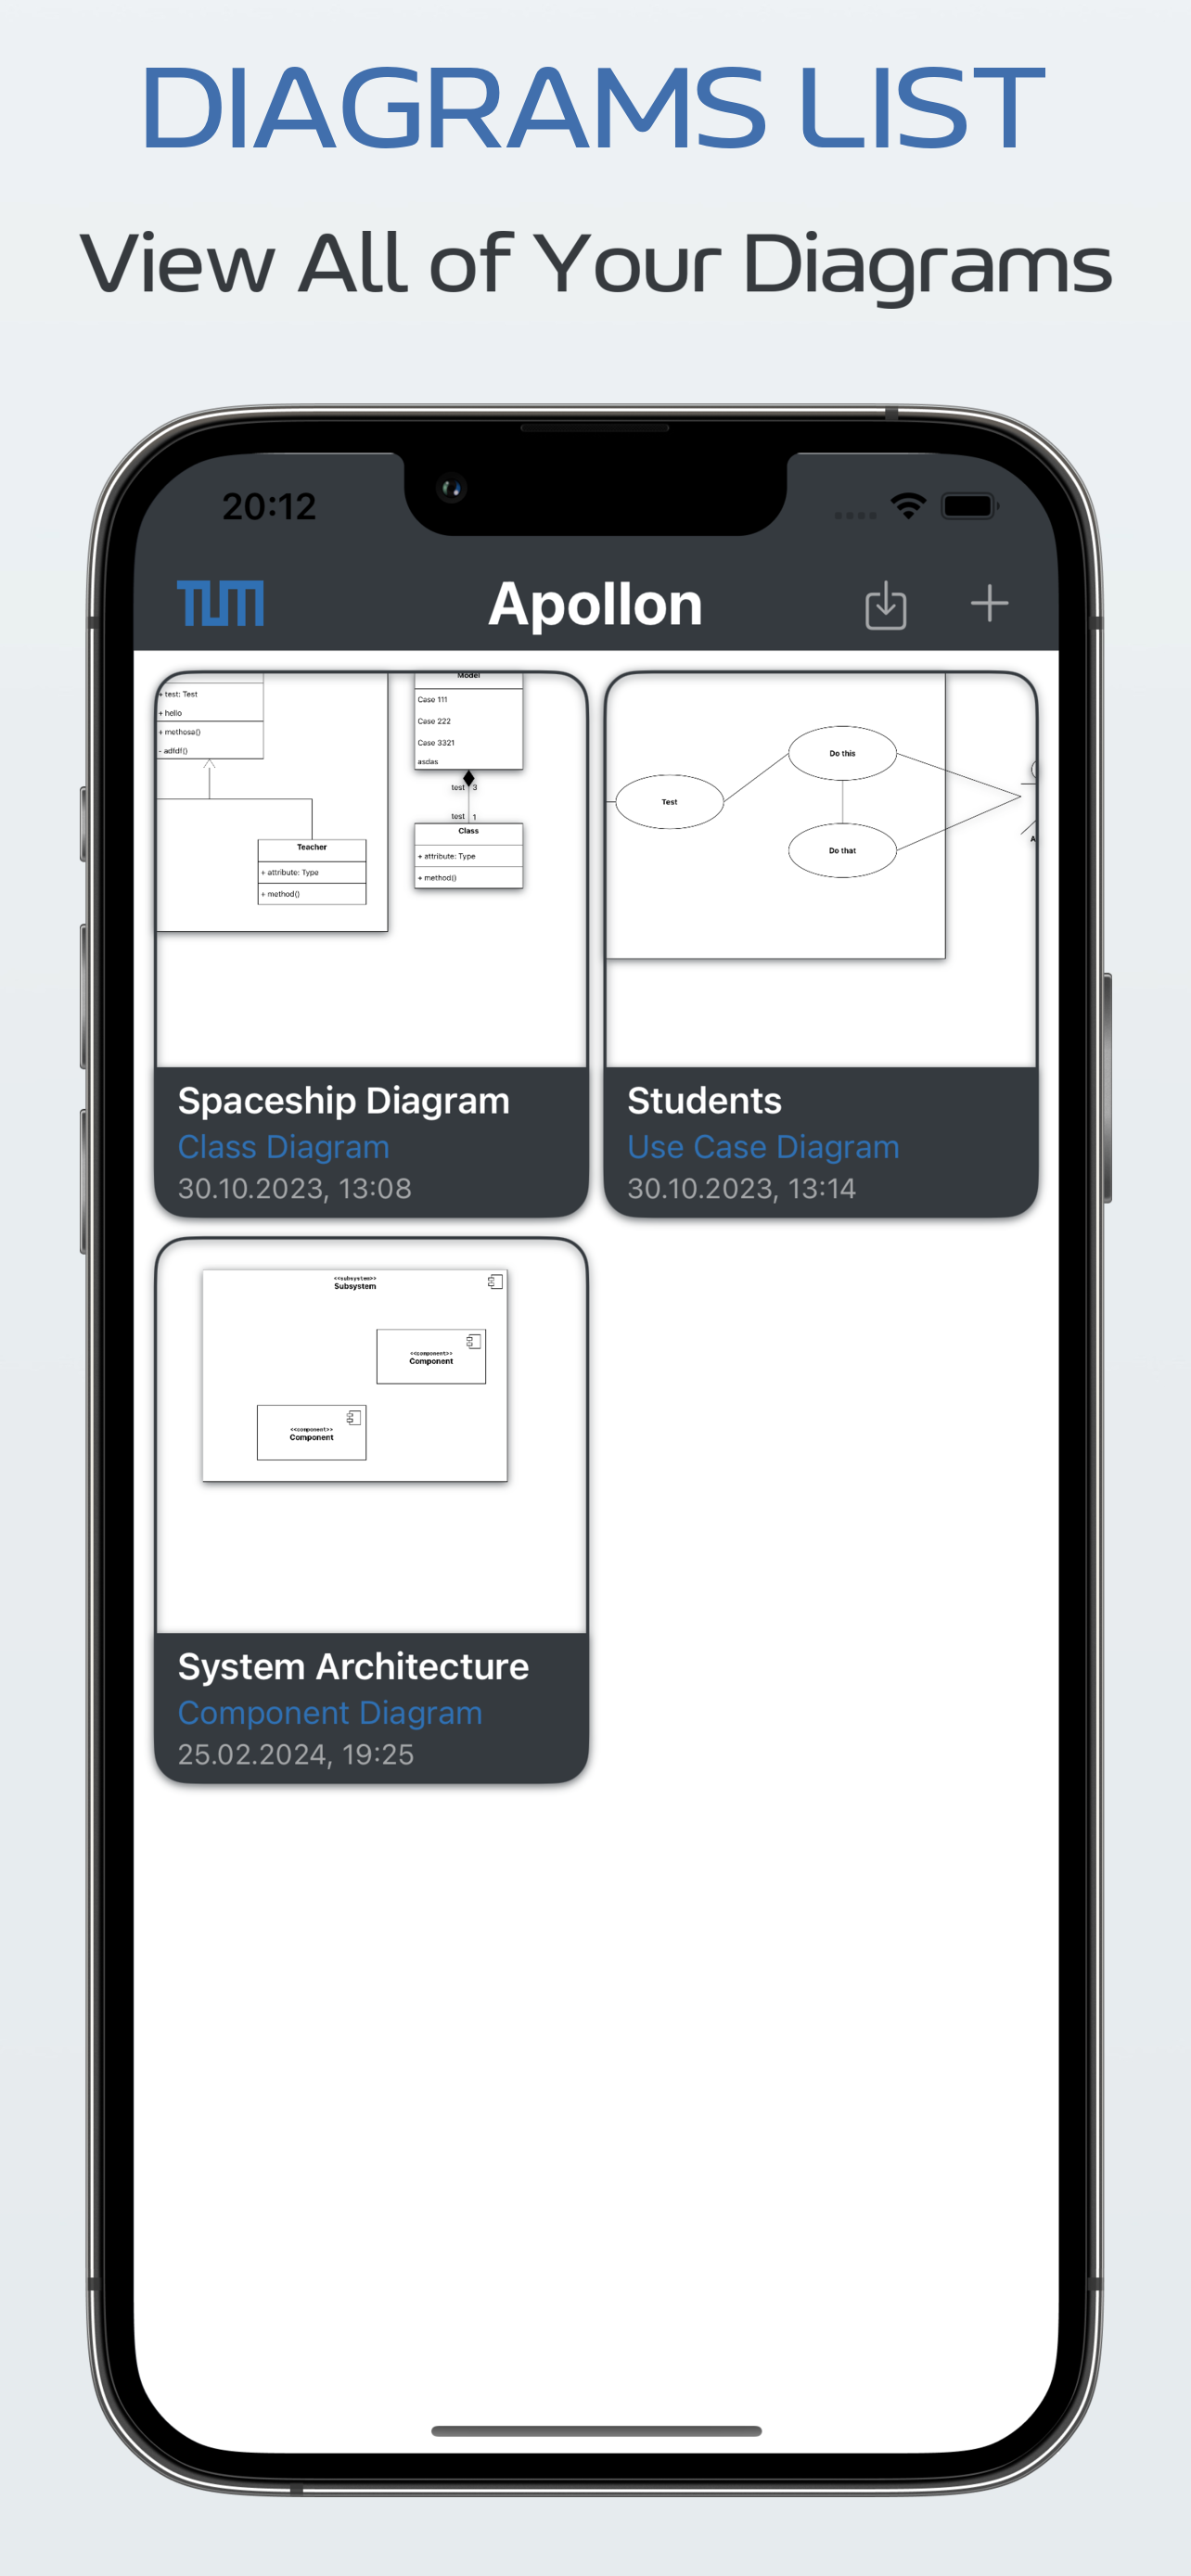 DIAGRAMS LIST
View All of Your Diagrams
20:12
TUM
Apollon
+ test: Test
+ hello
+ methosa()
- adfdf()
Teacher
+ attribute: Type
+ method()
Model
Case 111
Case 222
Case 3321
asdas
test 3
test 1
Class
+ attribute: Type
+ method()
Test
Do this
Do that
A
Spaceship Diagram
Class Diagram
30.10.2023, 13:08
Students
Use Case Diagram
30.10.2023, 13:14
<<subsystem>>
Subsystem
<<component>>
Component
<<component>>
Component
System Architecture
Component Diagram
25.02.2024, 19:25